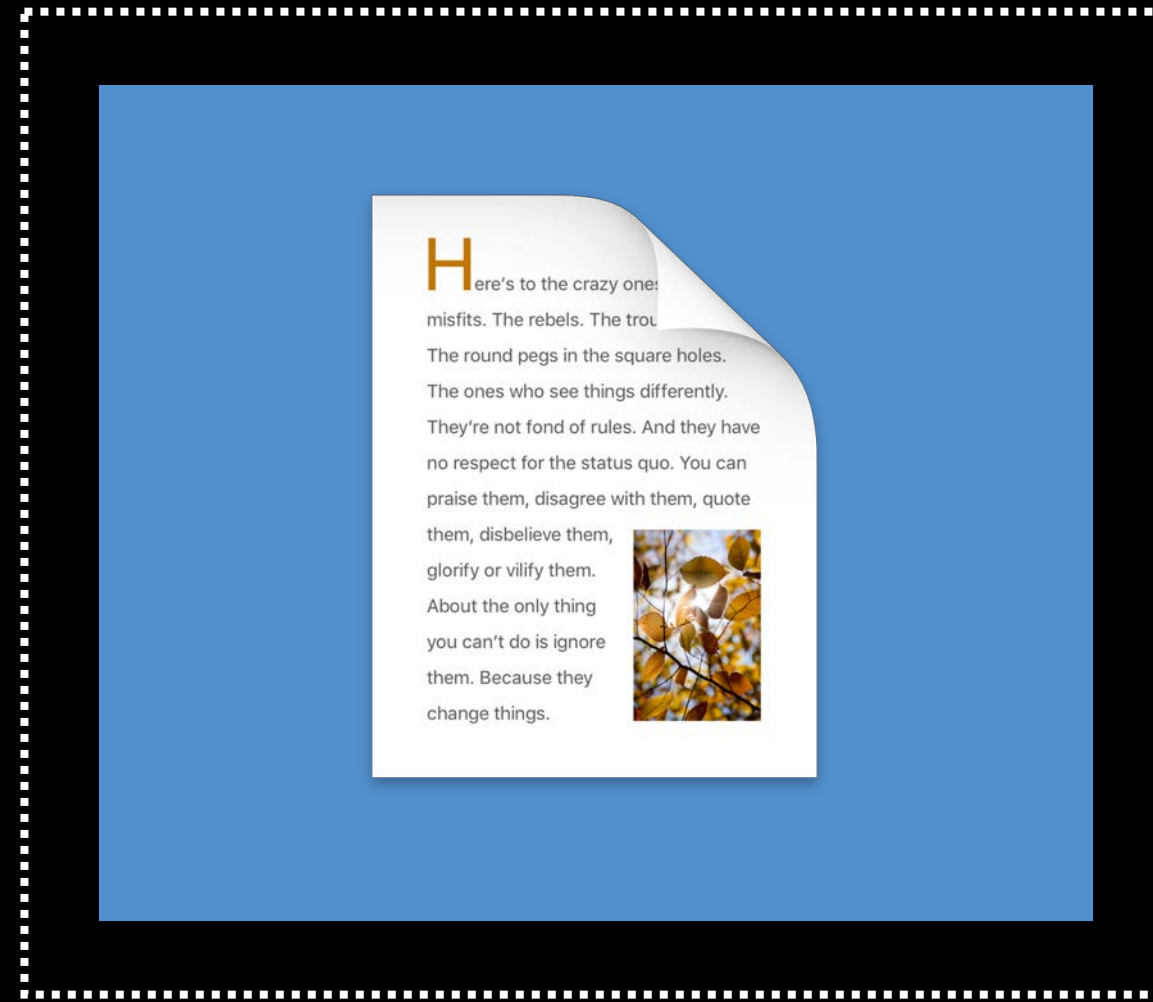 Here’s to the crazy
misfits. The rebels. The
The round pegs in the square holes.
The ones who see things differently.
They’re not fond of rules. And they have
no respect for the status quo. You can
praise them, disagree with them, quote
them, disbelieve them,
glorify or vilify them.
About the only thing
you can’t do is ignore
them. Because they
change things.